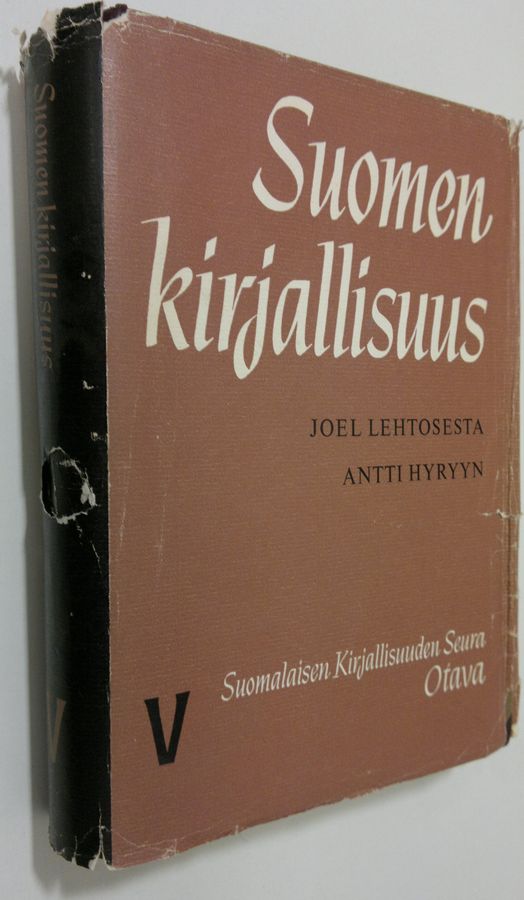 Suomen kirjallisuus
V
Suomen
kirjallisuus
JOEL LEHTOSESTA
ANTTI HYRYYN
Suomalaisen Kirjallisuuden Seura
Otava
V